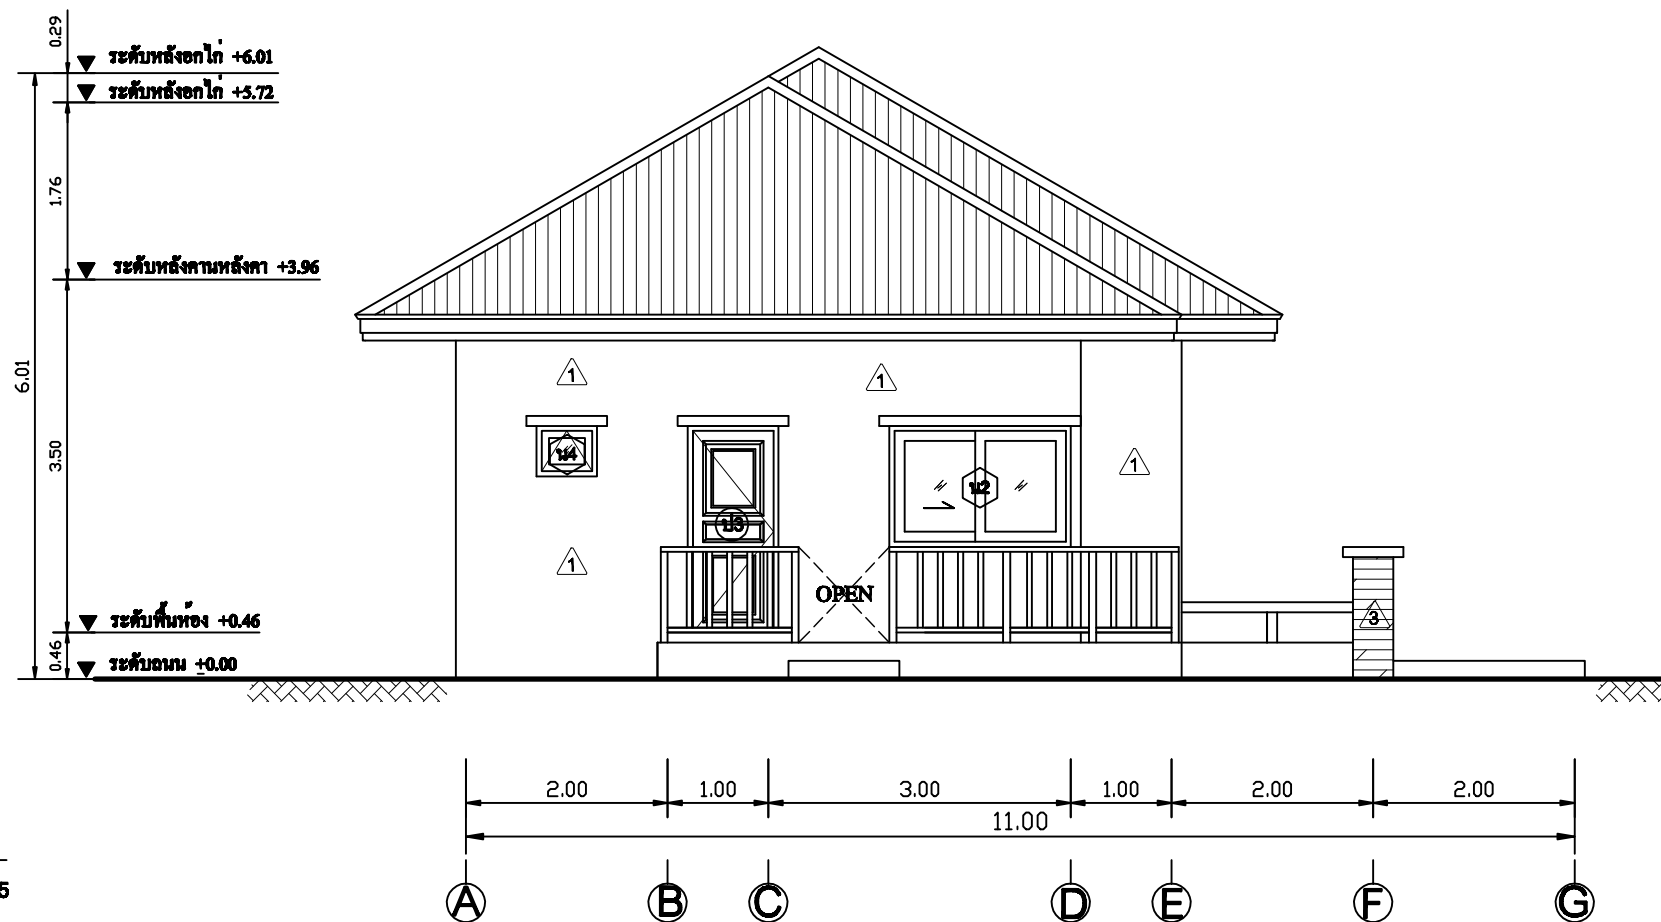 0.29
ระดับหลังอกไก่ +6.01
ระดับหลังอกไก่ +5.72
1.76
ระดับหลังคานหลังคา +3.96
6.01
3.50
1
1
น4
1
น2
ป3
1
OPEN
3
ระดับพื้นห้อง +0.46
0.46
ระดับถนน ±0.00
2.00 1.00 3.00 1.00 2.00 2.00
11.00
5
A B C D E F G